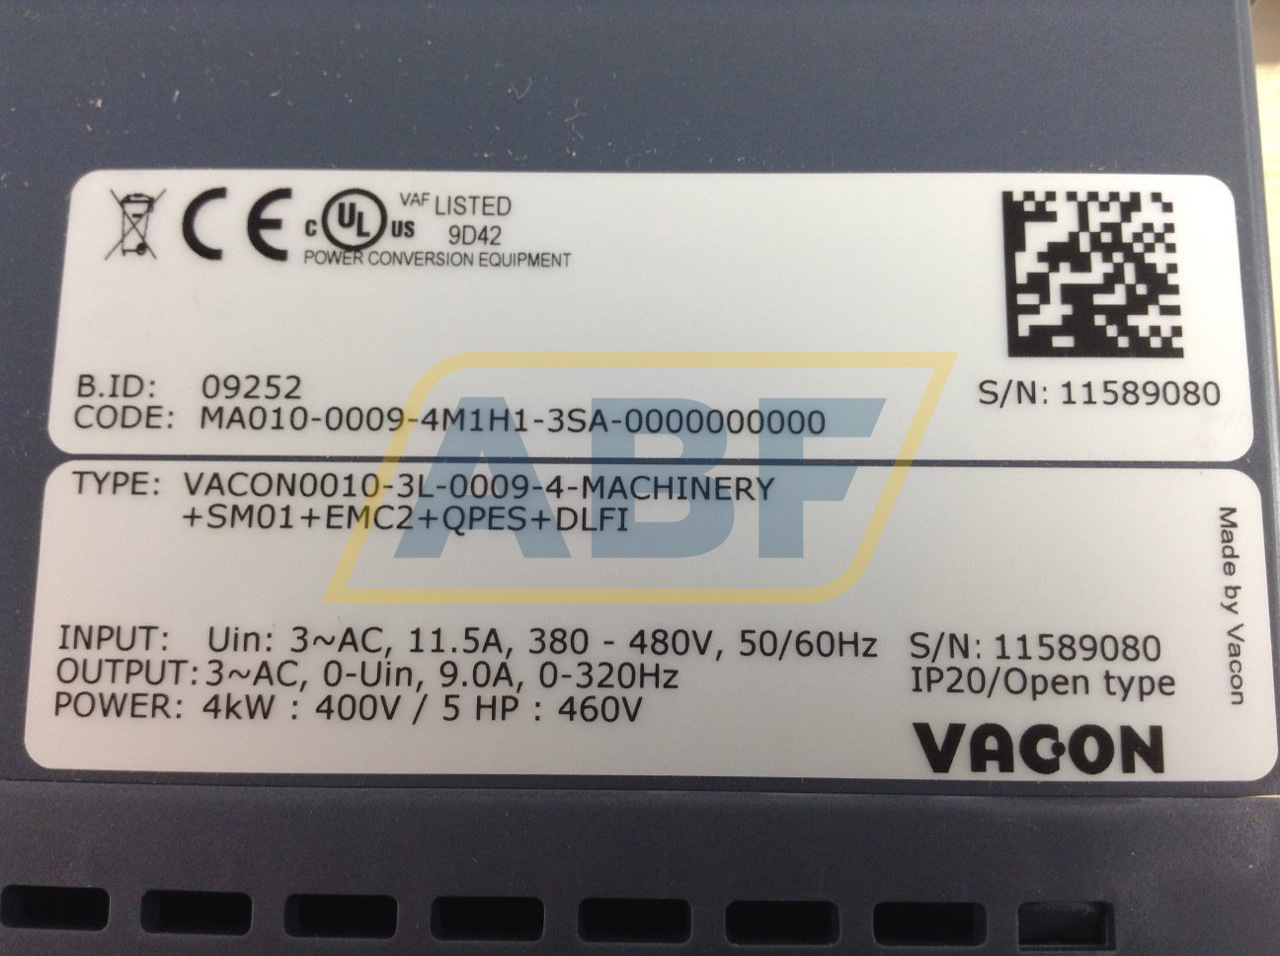 c UL US VAF LISTED
9D42
POWER CONVERSION EQUIPMENT
B.ID: 09252
S/N: 11589080
CODE: MA010-0009-4M1H1-3SA-0000000000
ABF
TYPE: VACON0010-3L-0009-4-MACHINERY
+SM01+EMC2+QPES+DLFI
Made by Vacon
INPUT: Uin: 3~AC, 11.5A, 380 - 480V, 50/60Hz
OUTPUT: 3~AC, 0-Uin, 9.0A, 0-320Hz
POWER: 4kW : 400V / 5 HP : 460V
S/N: 11589080
IP20/Open type
VACON